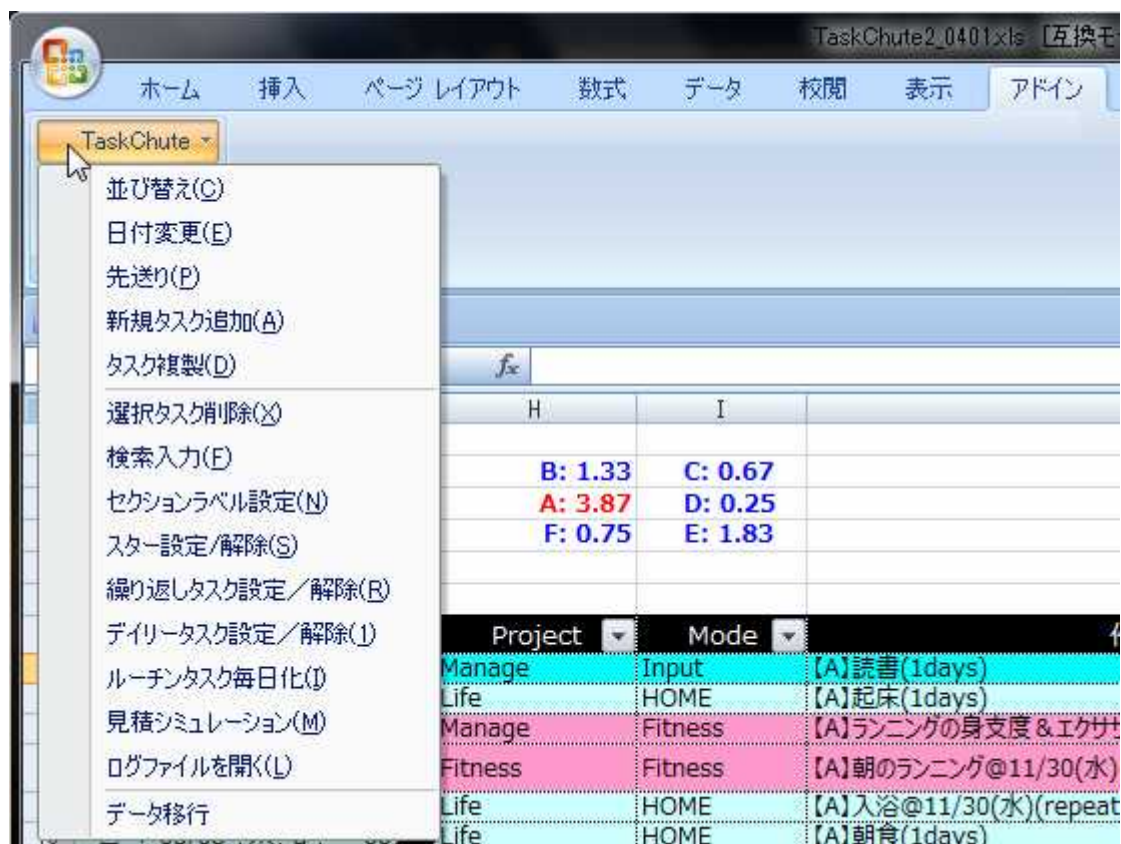 TaskChute2_0401xls [互換モ
ホーム 挿入 ページ レイアウト 数式 データ 校閲 表示 アドイン
TaskChute
並び替え(C)
日付変更(E)
先送り(P)
新規タスク追加(A)
タスク複製(D)
選択タスク削除(X)
検索入力(F)
セクションラベル設定(N)
スター設定/解除(S)
繰り返しタスク設定／解除(R)
デイリータスク設定／解除(1)
ルーチンタスク毎日化(I)
見積シミュレーション(M)
ログファイルを開く(L)
データ移行
fx
H I
B: 1.33 C: 0.67
A: 3.87 D: 0.25
F: 0.75 E: 1.83
Project Mode
Manage Input 【A】読書(1days)
Life HOME 【A】起床(1days)
Manage Fitness 【A】ランニングの身支度＆エクササ
Fitness Fitness 【A】朝のランニング@11/30(水)
Life HOME 【A】入浴@11/30(水)(repeat
Life HOME 【A】朝食(1days)